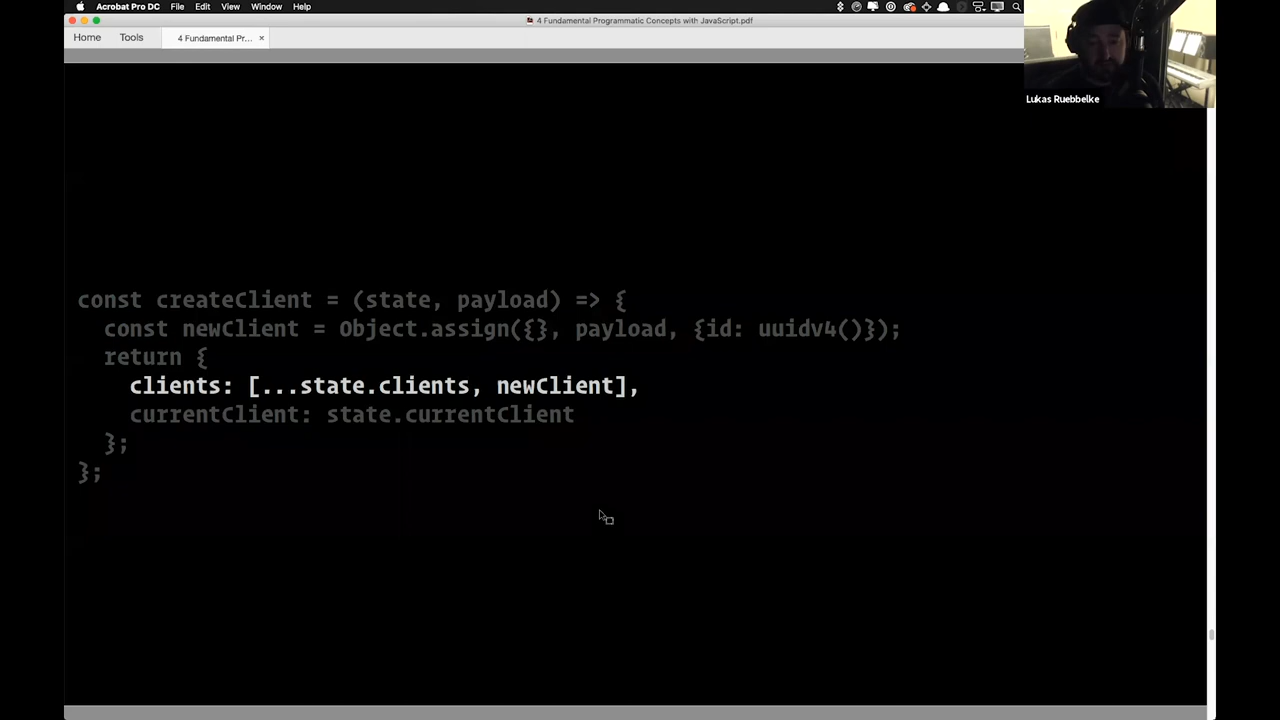 Acrobat Pro DC File Edit View Window Help
4 Fundamental Programmatic Concepts with JavaScript.pdf
Home Tools 4 Fundamental Pr... ×
Lukas Ruebbelke
const createClient = (state, payload) => {
  const newClient = Object.assign({}, payload, {id: uuidv4()});
  return {
    clients: [...state.clients, newClient],
    currentClient: state.currentClient
  };
};